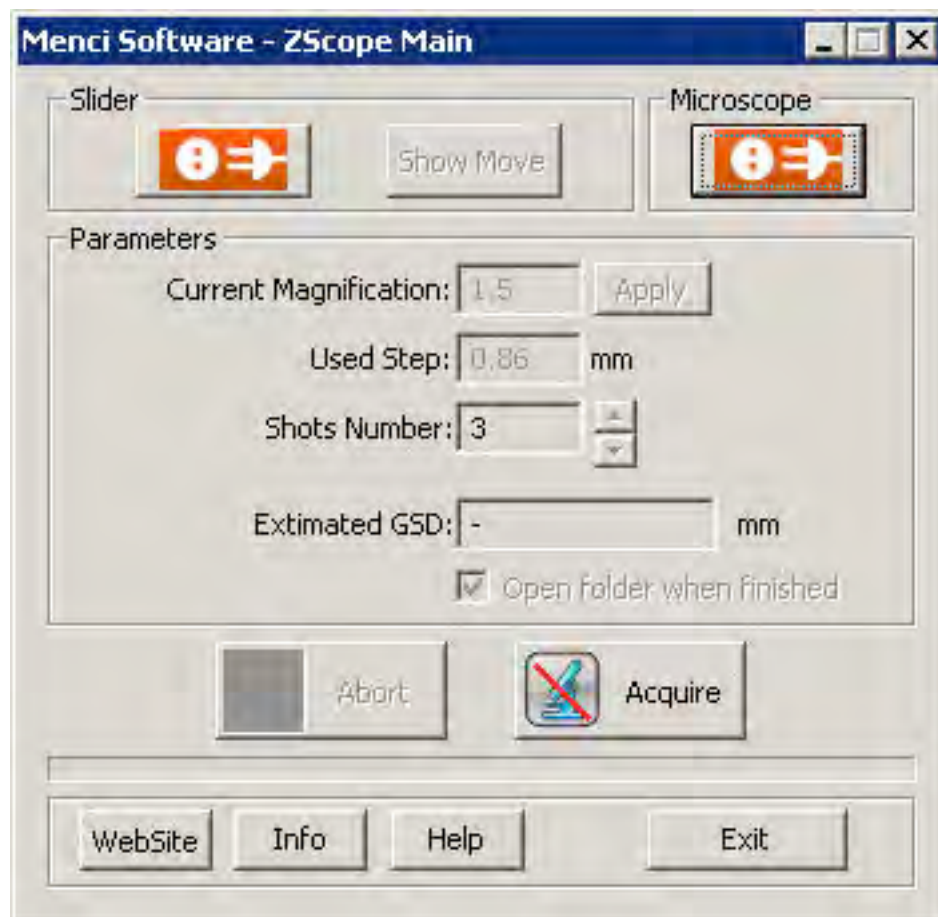 Menci Software - ZScope Main
Slider
Microscope
Show Move
Parameters
Current Magnification: 1.5 Apply
Used Step: 0.86 mm
Shots Number: 3
Extimated GSD: - mm
Open folder when finished
Abort
Acquire
WebSite
Info
Help
Exit